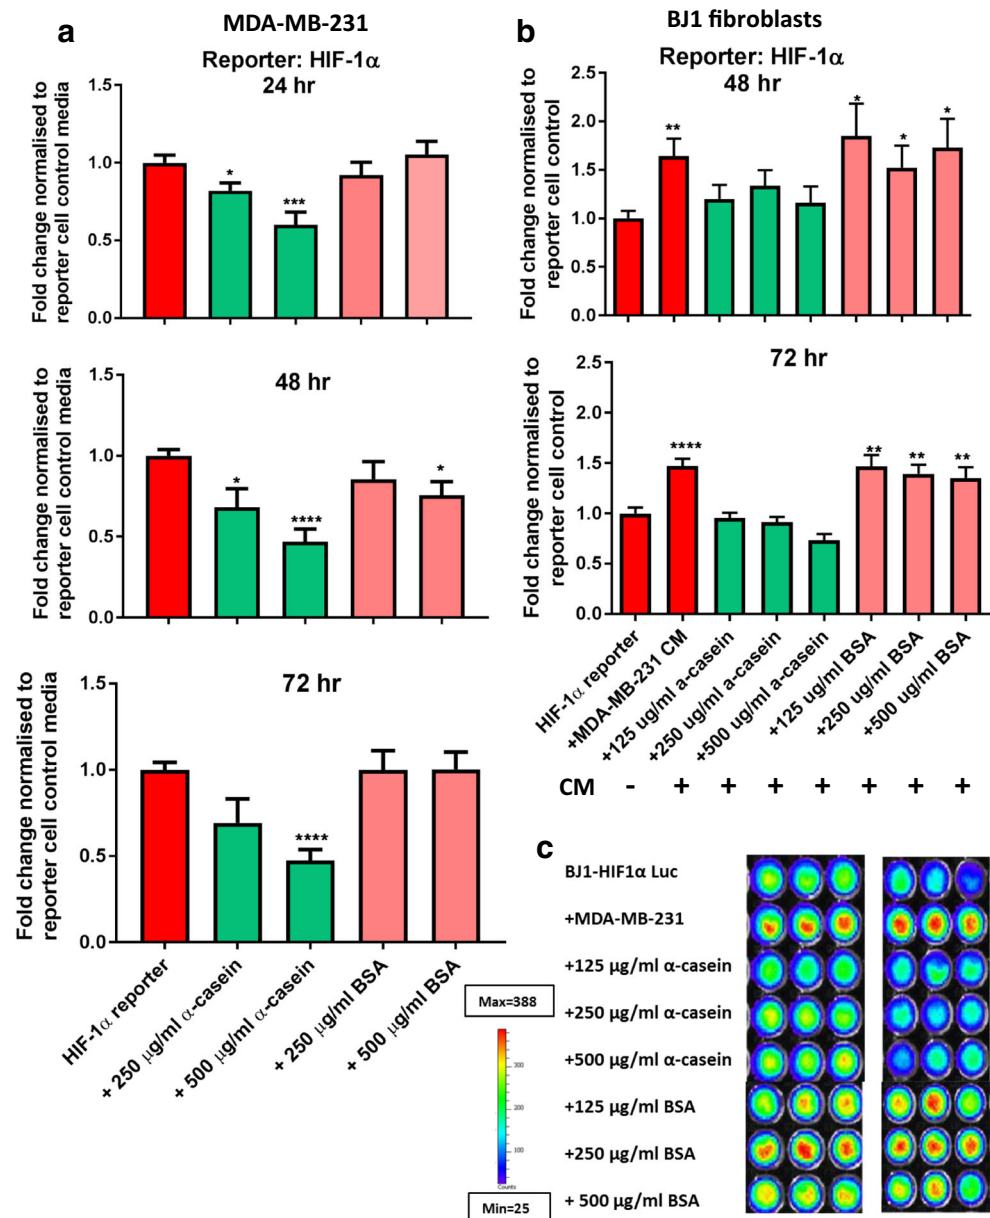 a
MDA-MB-231
Reporter: HIF-1α
24 hr
Fold change normalised to
reporter cell control media
1.0
0.5
0.0
*
***
48 hr
Fold change normalised to
reporter cell control media
1.5
1.0
0.5
0.0
*
****
*
72 hr
Fold change normalised to
reporter cell control media
1.5
1.0
0.5
0.0
****
HIF-1α reporter
+ 250 μg/ml α-casein
+ 500 μg/ml α-casein
+ 250 μg/ml BSA
+ 500 μg/ml BSA
b
BJ1 fibroblasts
Reporter: HIF-1α
48 hr
Fold change normalised to
reporter cell control
2.5
2.0
1.5
1.0
0.5
0.0
**
*
*
*
72 hr
Fold change normalised to
reporter cell control
2.5
2.0
1.5
1.0
0.5
0.0
****
**
**
**
HIF-1α reporter
+MDA-MB-231 CM
+125 ug/ml a-casein
+250 ug/ml a-casein
+500 ug/ml a-casein
+125 ug/ml BSA
+250 ug/ml BSA
+500 ug/ml BSA
CM - + + + + + + +
c
BJ1-HIF1α Luc
+MDA-MB-231
+125 μg/ml α-casein
+250 μg/ml α-casein
+500 μg/ml α-casein
+125 μg/ml BSA
+250 μg/ml BSA
+ 500 μg/ml BSA
Max=388
300
200
100
Counts
Min=25